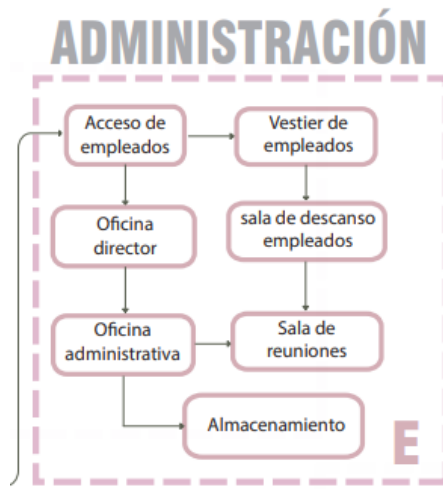 ADMINISTRACIÓN
Acceso de
empleados
Vestier de
empleados
Oficina
director
sala de descanso
empleados
Oficina
administrativa
Sala de
reuniones
Almacenamiento
E